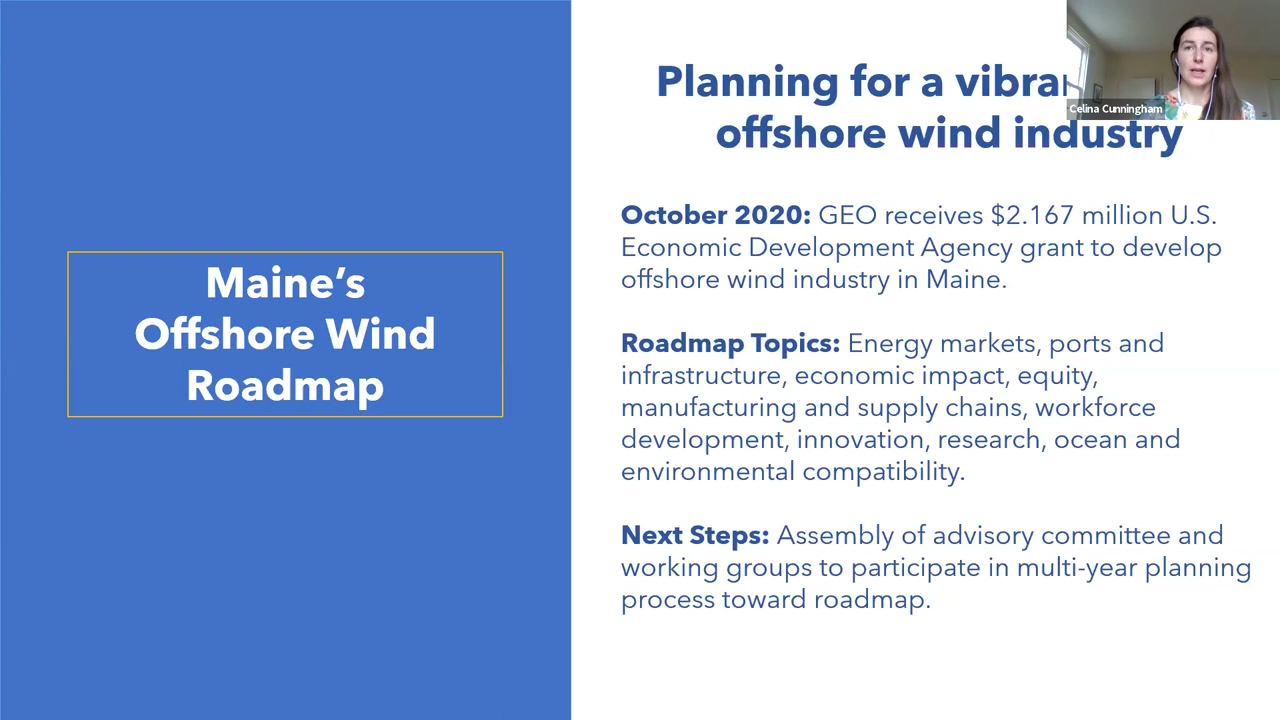 Maine's
Offshore Wind
Roadmap
Planning for a
offshore wind industry
Celina Cunningham
October 2020: GEO receives $2.167 million U.S.
Economic Development Agency grant to develop
offshore wind industry in Maine.
Roadmap Topics: Energy markets, ports and
infrastructure, economic impact, equity,
manufacturing and supply chains, workforce
development, innovation, research, ocean and
environmental compatibility.
Next Steps: Assembly of advisory committee and
working groups to participate in multi-year planning
process toward roadmap.